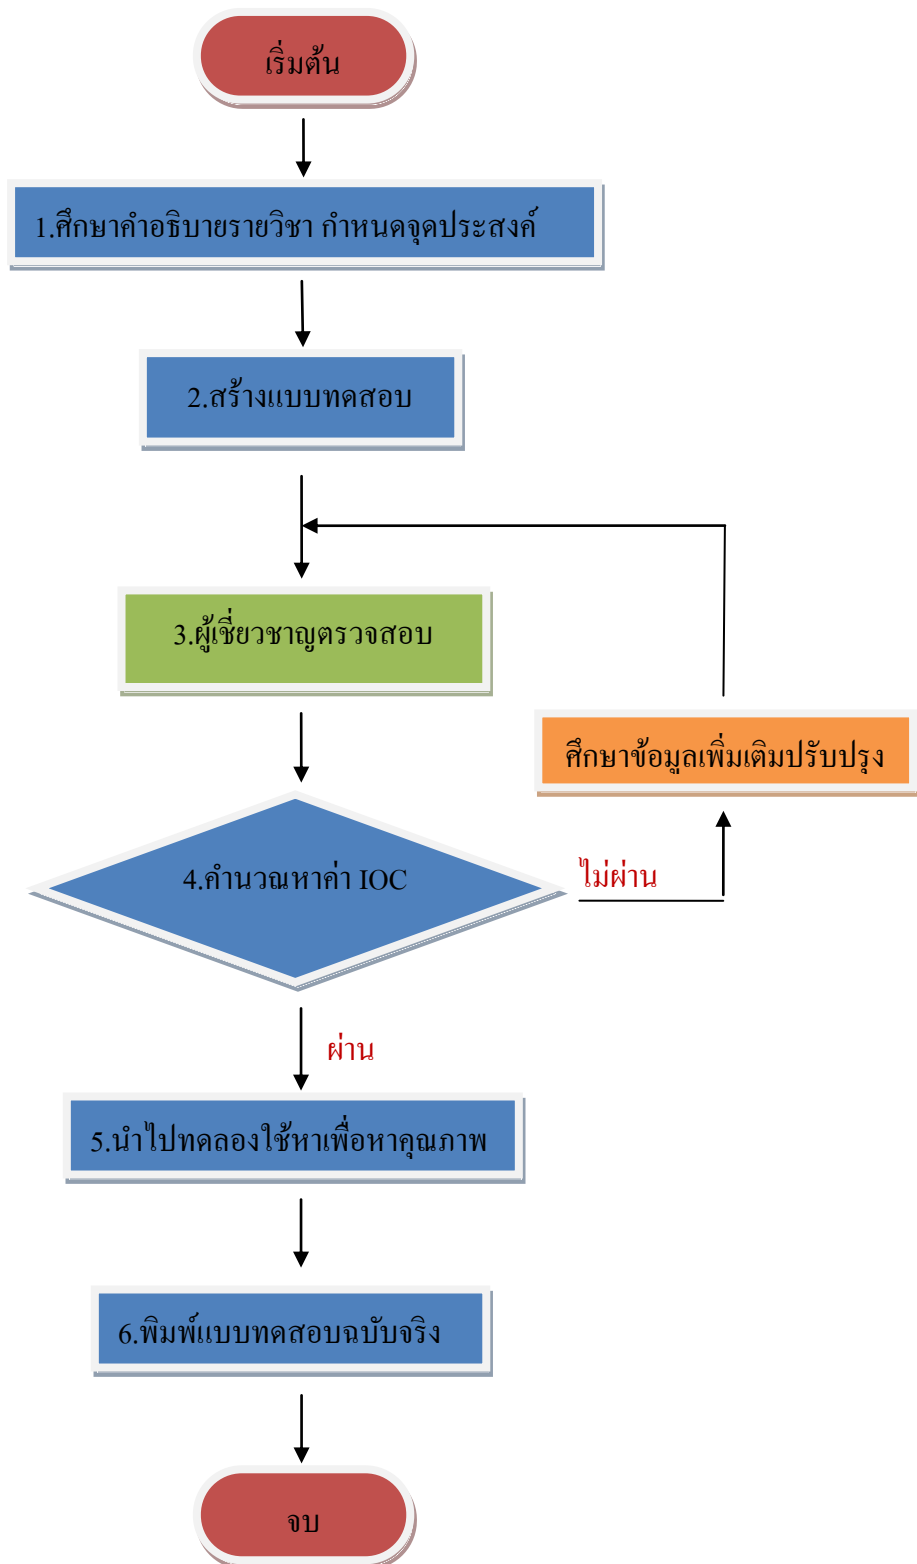 เริ่มต้น
1.ศึกษาคำอธิบายรายวิชา กำหนดจุดประสงค์
2.สร้างแบบทดสอบ
3.ผู้เชี่ยวชาญตรวจสอบ
ศึกษาข้อมูลเพิ่มเติมปรับปรุง
4.คำนวณหาค่า IOC
ไม่ผ่าน
ผ่าน
5.นำไปทดลองใช้หาเพื่อหาคุณภาพ
6.พิมพ์แบบทดสอบฉบับจริง
จบ